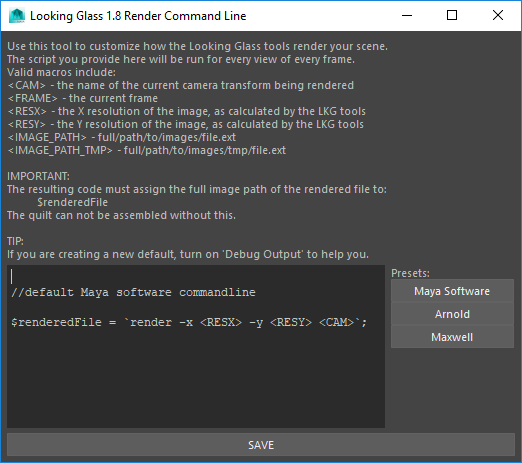 Looking Glass 1.8 Render Command Line
Use this tool to customize how the Looking Glass tools render your scene.
The script you provide here will be run for every view of every frame.
Valid macros include:
<CAM> - the name of the current camera transform being rendered
<FRAME> - the current frame
<RESX> - the X resolution of the image, as calculated by the LKG tools
<RESY> - the Y resolution of the image, as calculated by the LKG tools
<IMAGE_PATH> - full/path/to/images/file.ext
<IMAGE_PATH_TMP> - full/path/to/images/tmp/file.ext
IMPORTANT:
The resulting code must assign the full image path of the rendered file to:
$renderedFile
The quilt can not be assembled without this.
TIP:
If you are creating a new default, turn on `Debug Output` to help you.
//default Maya software commandline
$renderedFile = `render -x <RESX> -y <RESY> <CAM>`;
Presets:
Maya Software
Arnold
Maxwell
SAVE